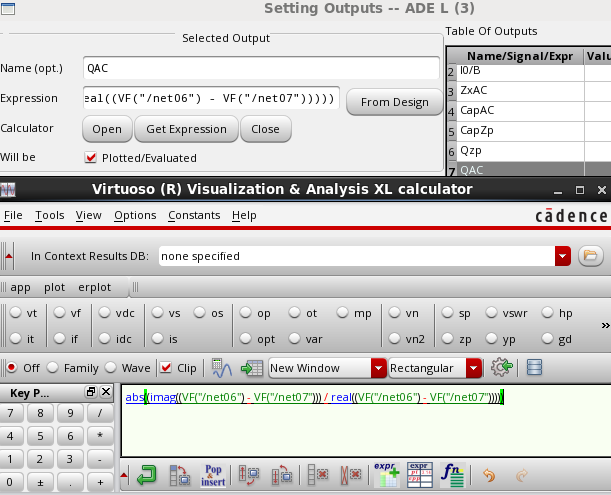 Setting Outputs -- ADE L (3)
Selected Output
Table Of Outputs
Name (opt.) QAC
Name/Signal/Expr Valu
2 I0/B
3 ZxAC
4 CapAC
5 CapZp
6 Qzp
7 QAC
Expression eal((VF("/net06") - VF("/net07")))))
From Design
Calculator Open Get Expression Close
Will be Plotted/Evaluated
Virtuoso (R) Visualization & Analysis XL calculator
File Tools View Options Constants Help
cādence
In Context Results DB: none specified
app plot erplot
vt vf vdc vs os op ot mp vn sp vswr hp
it if idc is opt var vn2 zp yp gd
»
Off Family Wave Clip New Window Rectangular
Key P...
7 8 9 /
4 5 6 *
1 2 3 -
0 ± . +
abs((imag((VF("/net06") - VF("/net07"))) / real((VF("/net06") - VF("/net07")))))
Pop & insert
expr
expr
fn